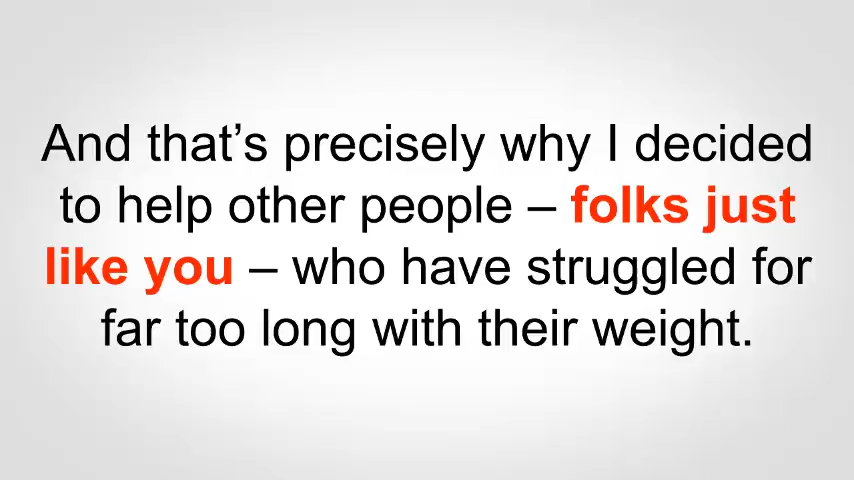 And that’s precisely why I decided
to help other people – folks just
like you – who have struggled for
far too long with their weight.